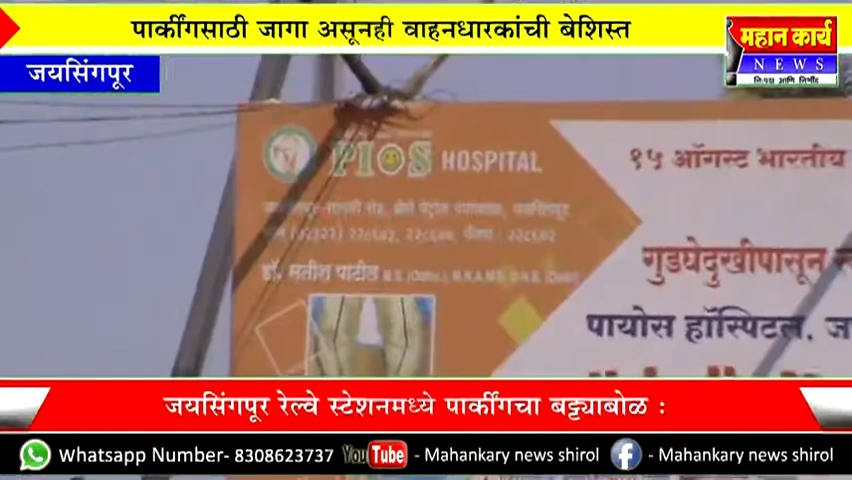 पार्कींगसाठी जागा असूनही वाहनधारकांची बेशिस्त
महान कार्य
NEWS
जयसिंगपूर
PIOS HOSPITAL
१५ ऑगस्ट भारतीय
गुडघेदुखीपासून
डॉ. मतीश पाटील
पायोस हॉस्पिटल,
जयसिंगपूर रेल्वे स्टेशनमध्ये पार्कींगचा बट्ट्याबोळ :
Whatsapp Number- 8308623737 YouTube - Mahankary news shirol f - Mahankary news shirol